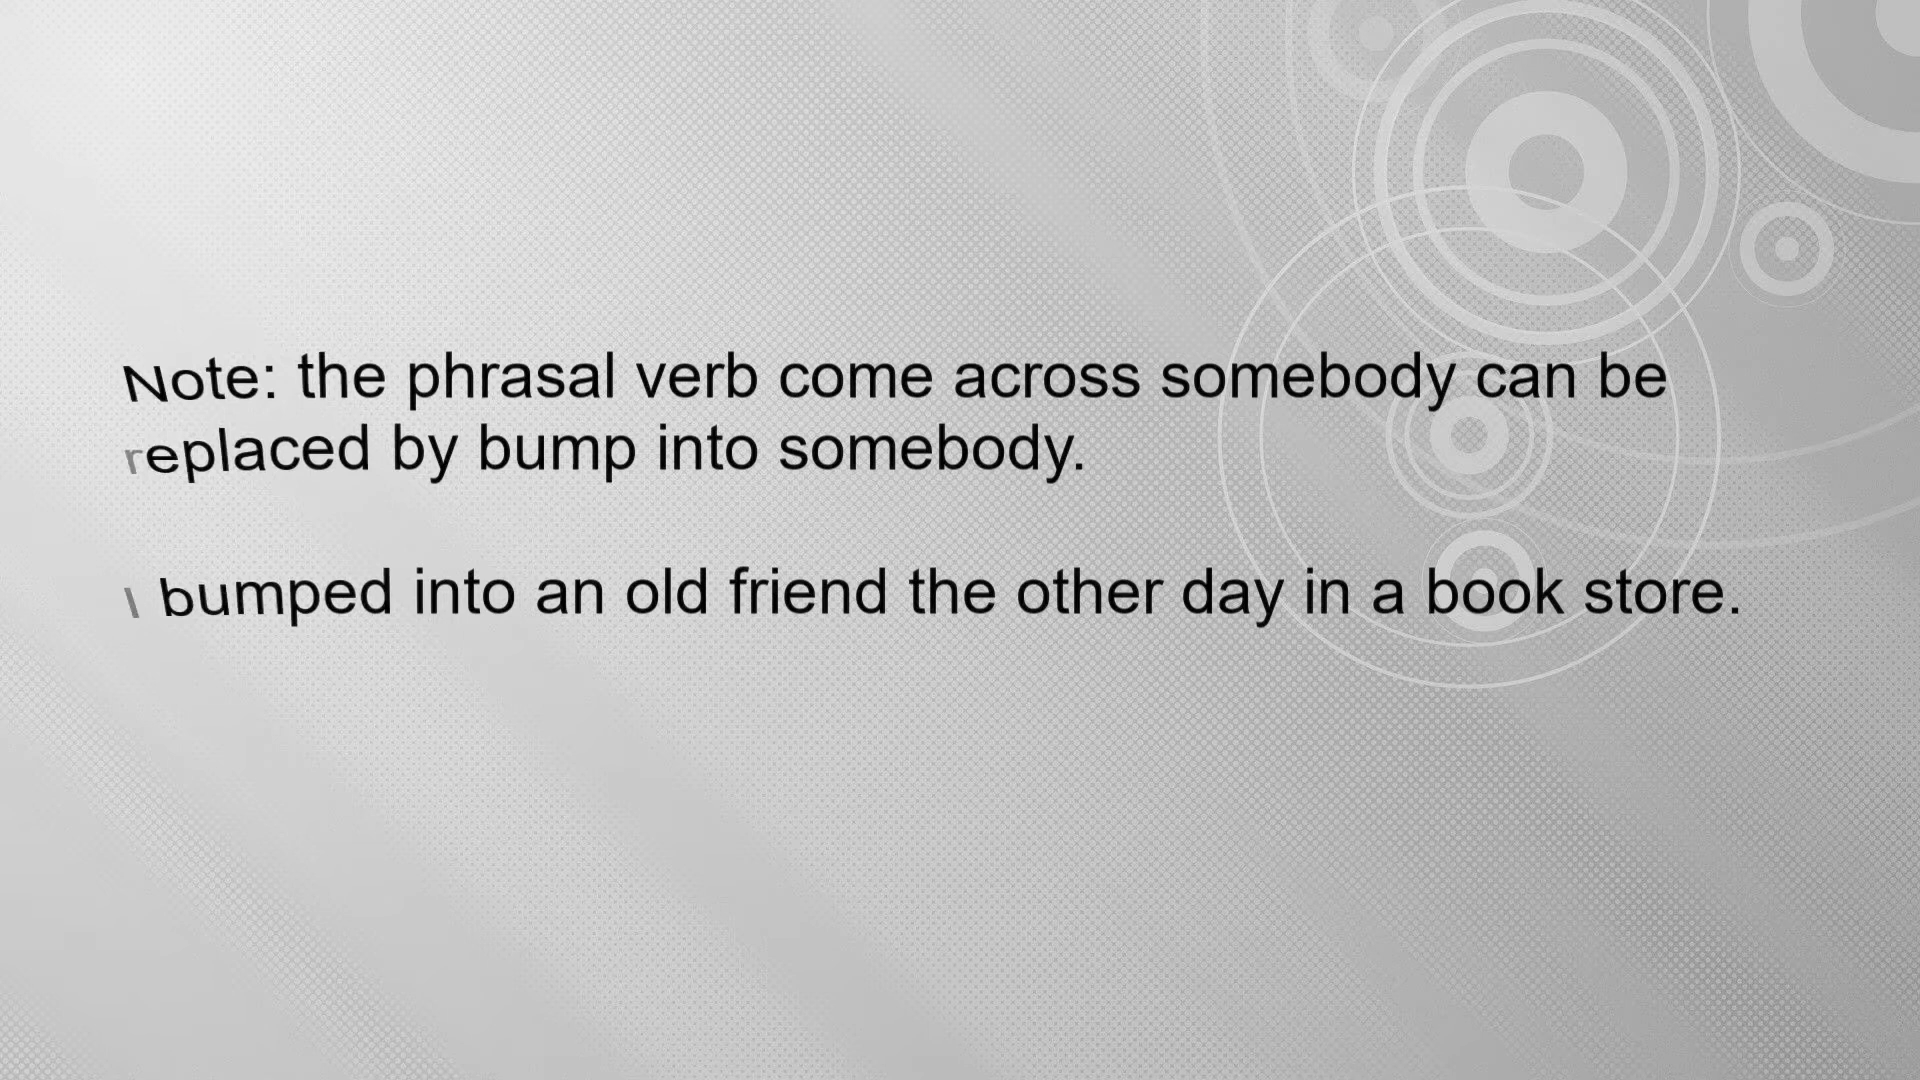 Note: the phrasal verb come across somebody can be
replaced by bump into somebody.
I bumped into an old friend the other day in a book store.